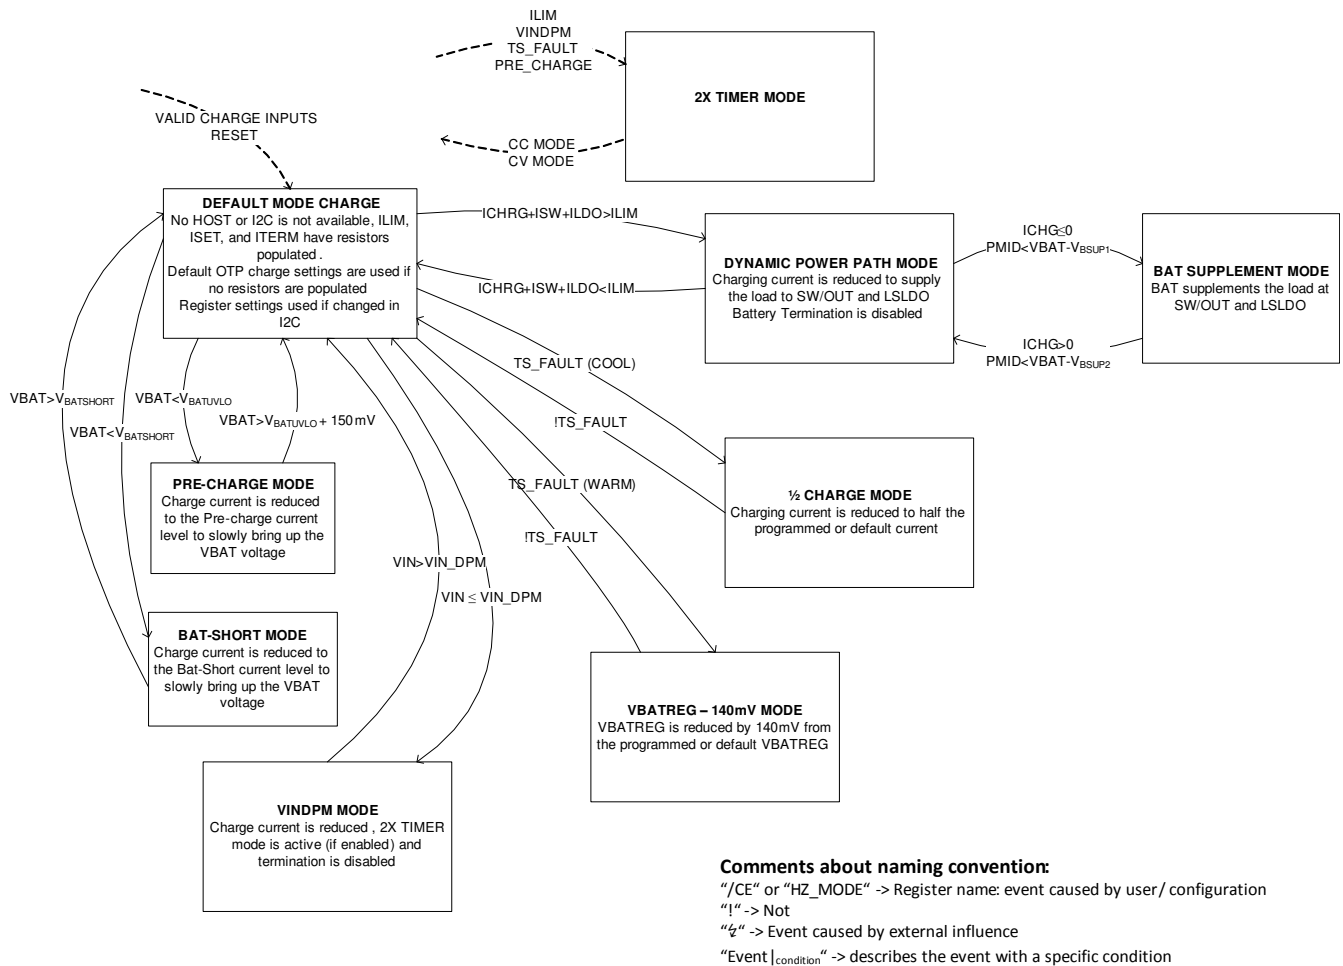 ILIM
VINDPM
TS_FAULT
PRE_CHARGE
2X TIMER MODE
VALID CHARGE INPUTS
RESET
CC MODE
CV MODE
DEFAULT MODE CHARGE
No HOST or I2C is not available, ILIM,
ISET, and ITERM have resistors
populated .
Default OTP charge settings are used if
no resistors are populated
Register settings used if changed in
I2C
ICHRG+ISW+ILDO>ILIM
ICHRG+ISW+ILDO<ILIM
DYNAMIC POWER PATH MODE
Charging current is reduced to supply
the load to SW/OUT and LSLDO
Battery Termination is disabled
ICHG≤0
PMID<VBAT-VBSUP1
ICHG>0
PMID<VBAT-VBSUP2
BAT SUPPLEMENT MODE
BAT supplements the load at
SW/OUT and LSLDO
TS_FAULT (COOL)
!TS_FAULT
VBAT>VBATSHORT
VBAT<VBATUVLO
VBAT>VBATUVLO + 150mV
VBAT<VBATSHORT
PRE-CHARGE MODE
Charge current is reduced
to the Pre-charge current
level to slowly bring up the
VBAT voltage
TS_FAULT (WARM)
!TS_FAULT
½ CHARGE MODE
Charging current is reduced to half the
programmed or default current
VIN>VIN_DPM
VIN ≤ VIN_DPM
BAT-SHORT MODE
Charge current is reduced to
the Bat-Short current level to
slowly bring up the VBAT
voltage
VBATREG – 140mV MODE
VBATREG is reduced by 140mV from
the programmed or default VBATREG
VINDPM MODE
Charge current is reduced , 2X TIMER
mode is active (if enabled) and
termination is disabled
Comments about naming convention:
“/CE“ or “HZ_MODE“ -> Register name: event caused by user/ configuration
“!“ -> Not
“↯“ -> Event caused by external influence
“Event|condition“ -> describes the event with a specific condition